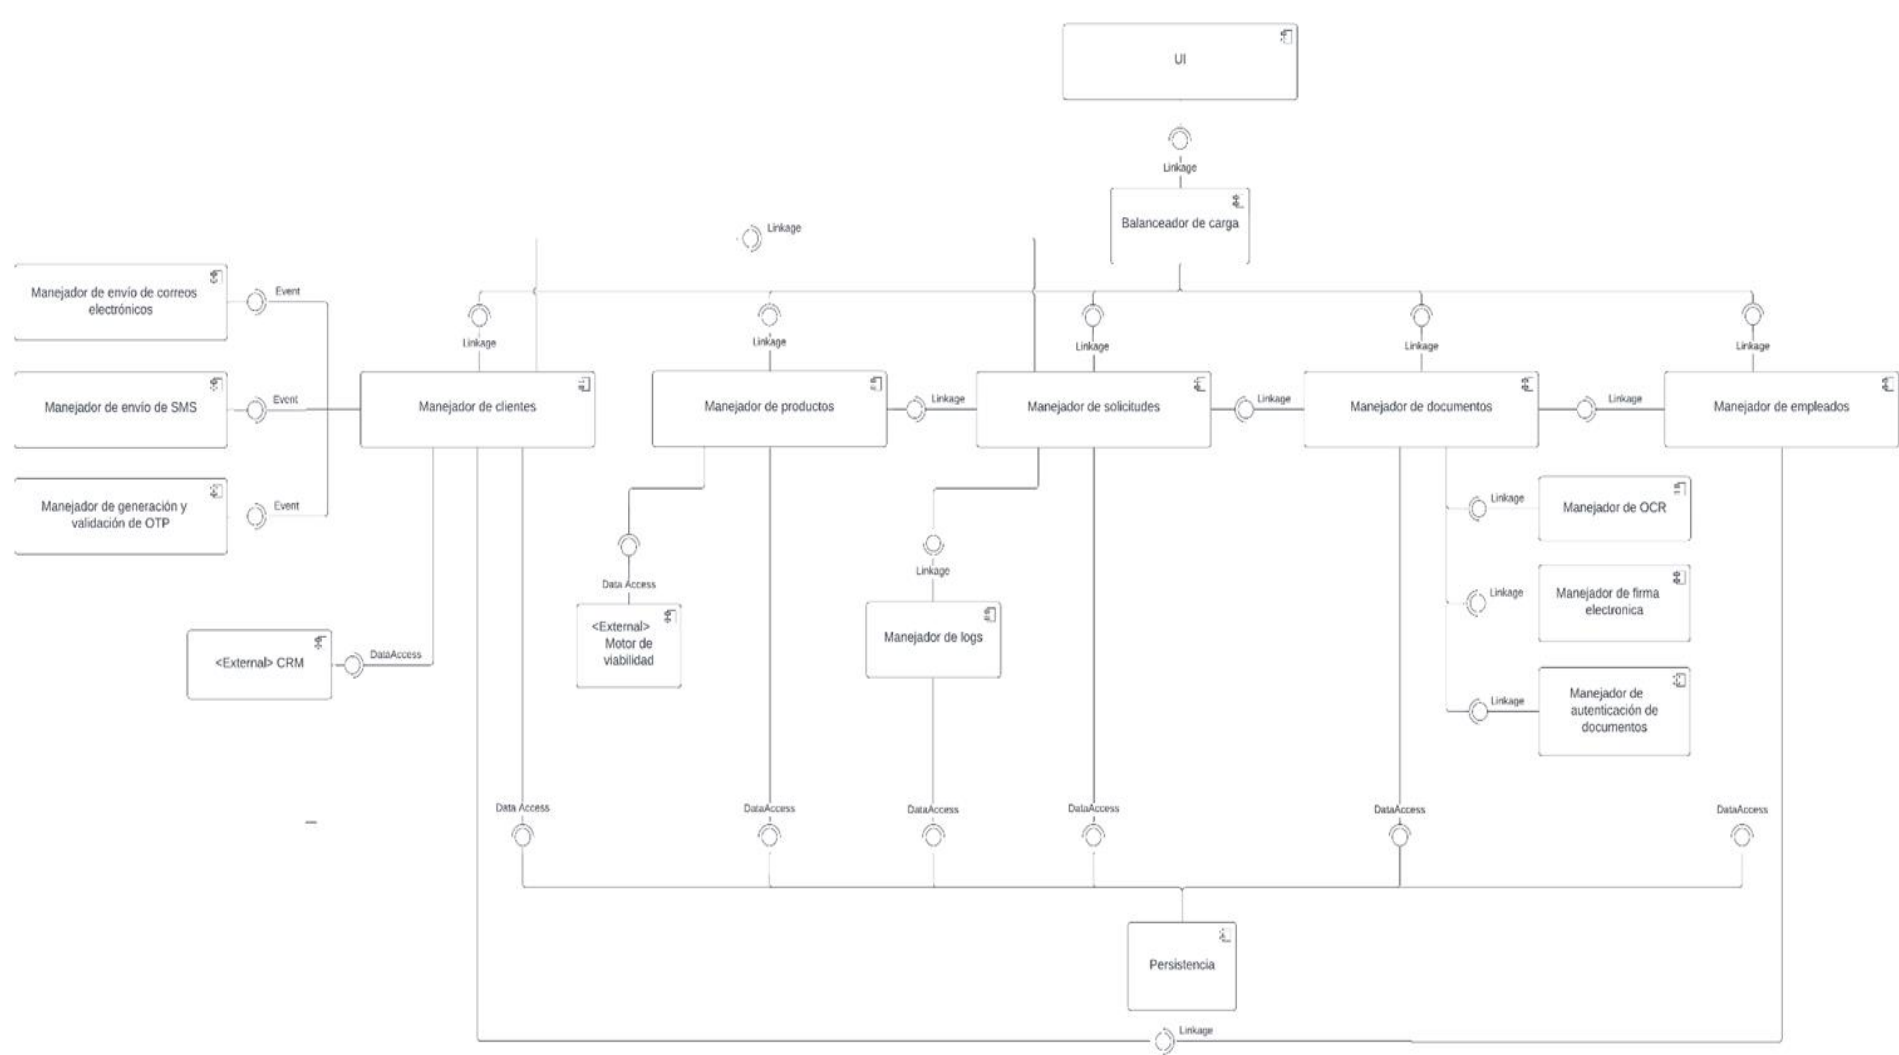 UI
Linkage
Balanceador de carga
Linkage
Manejador de envío de correos
electrónicos
Event
Linkage
Linkage
Linkage
Linkage
Linkage
Manejador de envío de SMS
Event
Manejador de clientes
Manejador de productos
Linkage
Manejador de solicitudes
Linkage
Manejador de documentos
Linkage
Manejador de empleados
Manejador de generación y
validación de OTP
Event
Linkage
Manejador de OCR
Data Access
Linkage
Linkage
Manejador de firma
electronica
<External>
Motor de
viabilidad
Manejador de logs
<External> CRM
DataAccess
Linkage
Manejador de
autenticación de
documentos
Data Access
DataAccess
DataAccess
DataAccess
DataAccess
DataAccess
Persistencia
Linkage